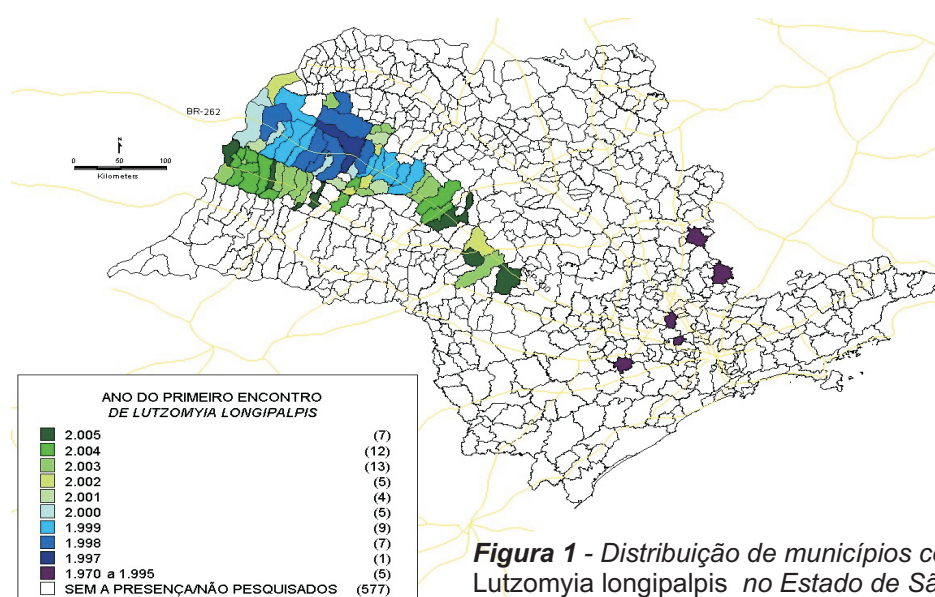 BR-262
N
0 50 100
Kilometers
ANO DO PRIMEIRO ENCONTRO
DE LUTZOMYIA LONGIPALPIS
2.005 (7)
2.004 (12)
2.003 (13)
2.002 (5)
2.001 (4)
2.000 (5)
1.999 (9)
1.998 (7)
1.997 (1)
1.970 a 1.995 (5)
SEM A PRESENÇA/NÃO PESQUISADOS (577)
Figura 1 - Distribuição de municípios co
Lutzomyia longipalpis no Estado de Sã